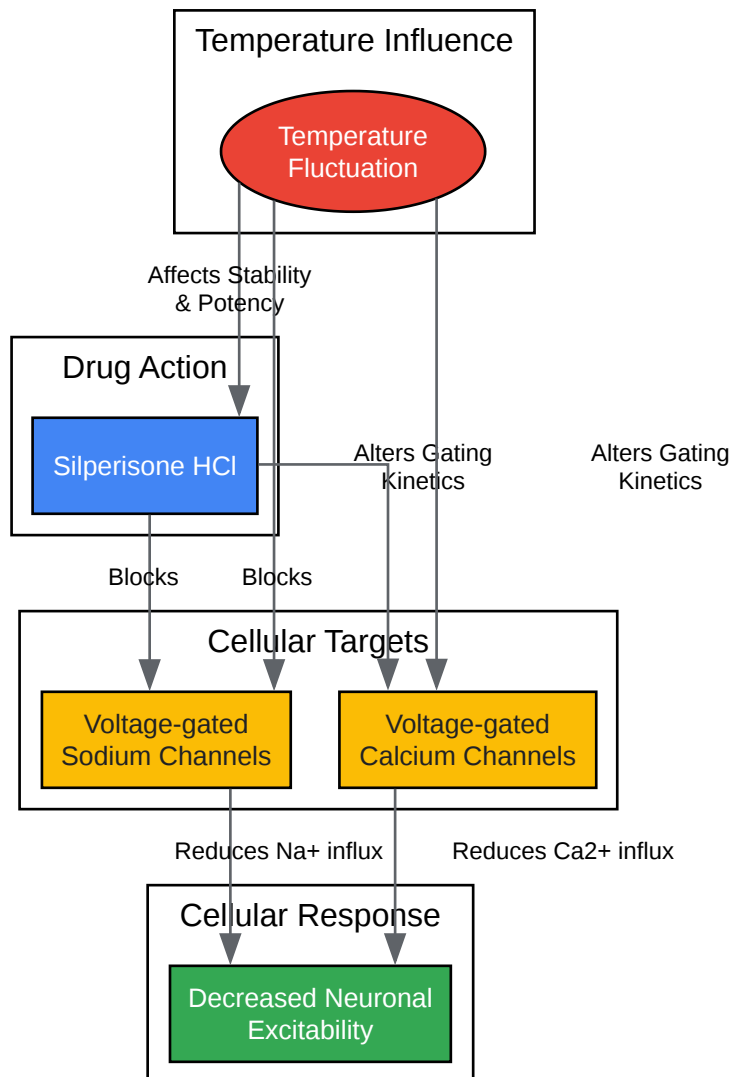 Temperature Influence
Temperature
Fluctuation
Affects Stability
& Potency
Drug Action
Silperisone HCl
Alters Gating
Kinetics
Alters Gating
Kinetics
Blocks
Blocks
Cellular Targets
Voltage-gated
Sodium Channels
Voltage-gated
Calcium Channels
Reduces Na+ influx
Reduces Ca2+ influx
Cellular Response
Decreased Neuronal
Excitability